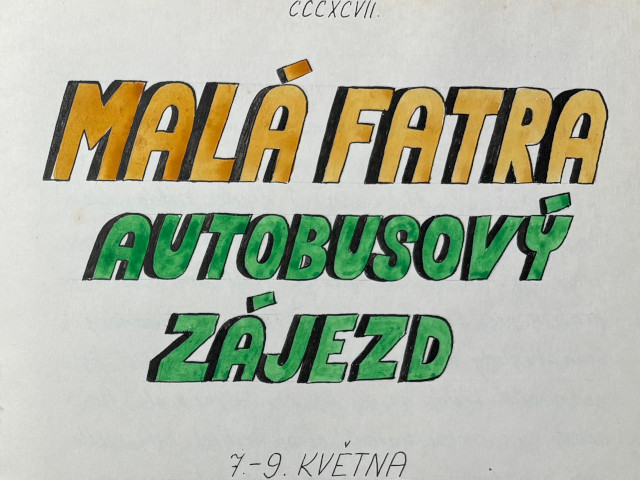 CCCXCVII.
MALÁ FATRA
AUTOBUSOVÝ
ZÁJEZD
7.-9. KVĚTNA